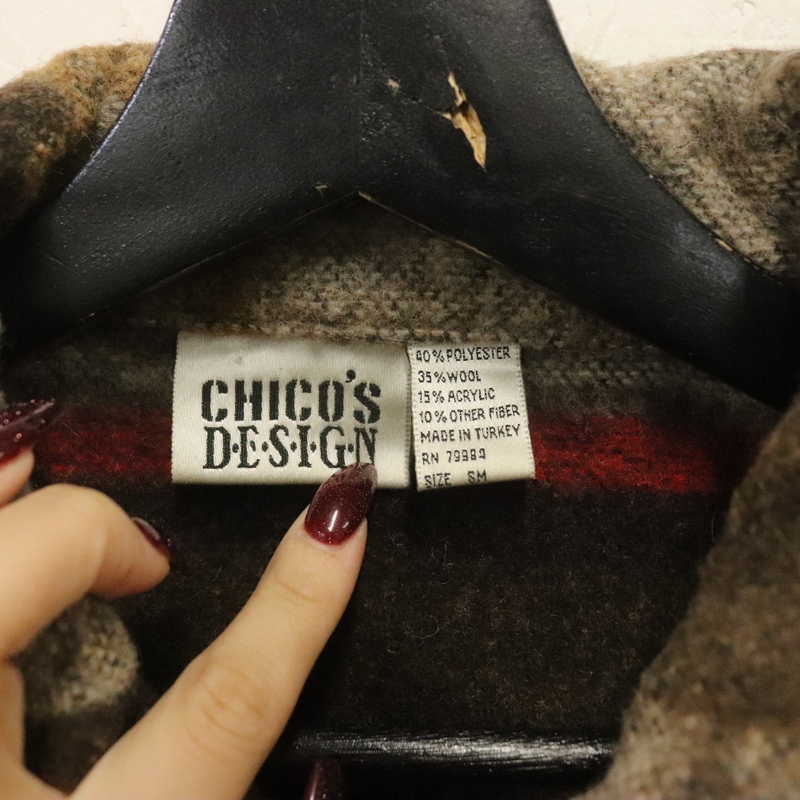 CHICO'S
D·E·S·I·G·N
40% POLYESTER
35% WOOL
15% ACRYLIC
10% OTHER FIBER
MADE IN TURKEY
RN 79984
SIZE SM